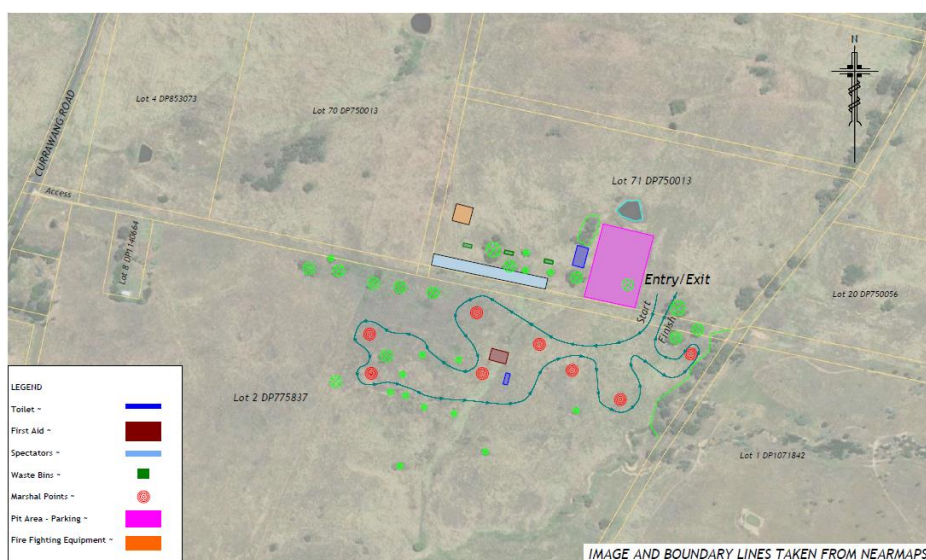 N
Lot 4 DP853073
Lot 70 DP750013
CURRAWANG ROAD
Lot 71 DP750013
Access
Lot 8 DP1140664
Entry/Exit
Start
Finish
Lot 20 DP750056
LEGEND
Toilet ~
First Aid ~
Spectators ~
Waste Bins ~
Marshal Points ~
Pit Area - Parking ~
Fire Fighting Equipment ~
Lot 2 DP775837
Lot 1 DP1071842
IMAGE AND BOUNDARY LINES TAKEN FROM NEARMAPS